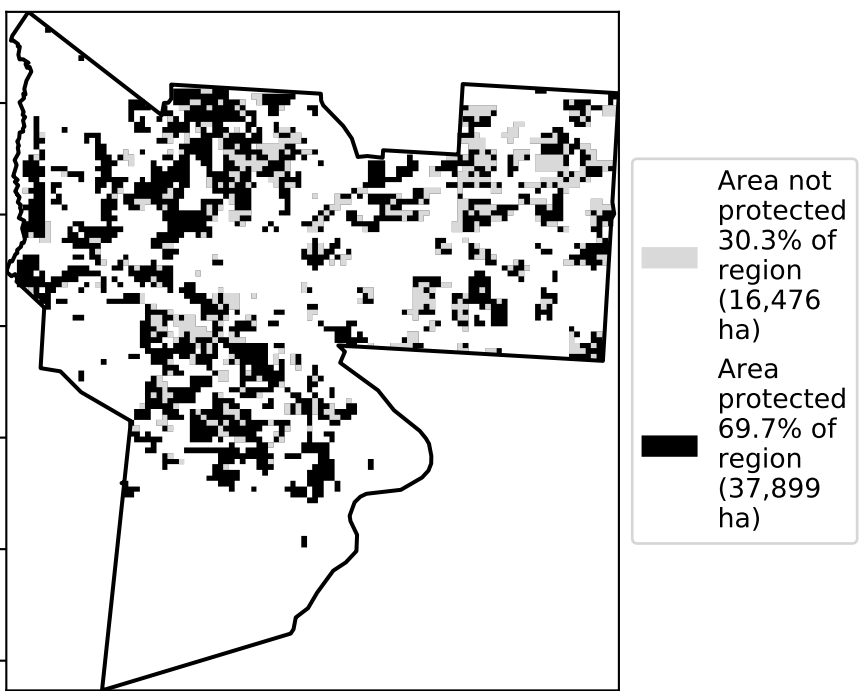 Area not
protected
30.3% of
region
(16,476
ha)
Area
protected
69.7% of
region
(37,899
ha)